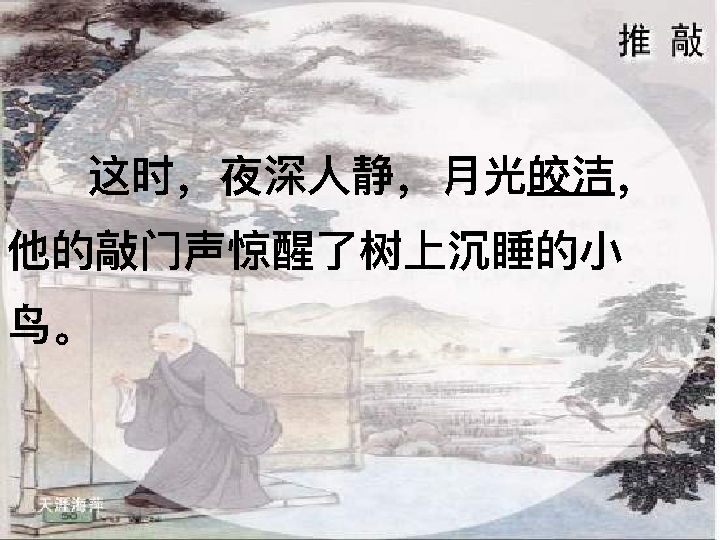 推 敲
这时，夜深人静，月光皎洁，
他的敲门声惊醒了树上沉睡的小
鸟。
天涯海萍